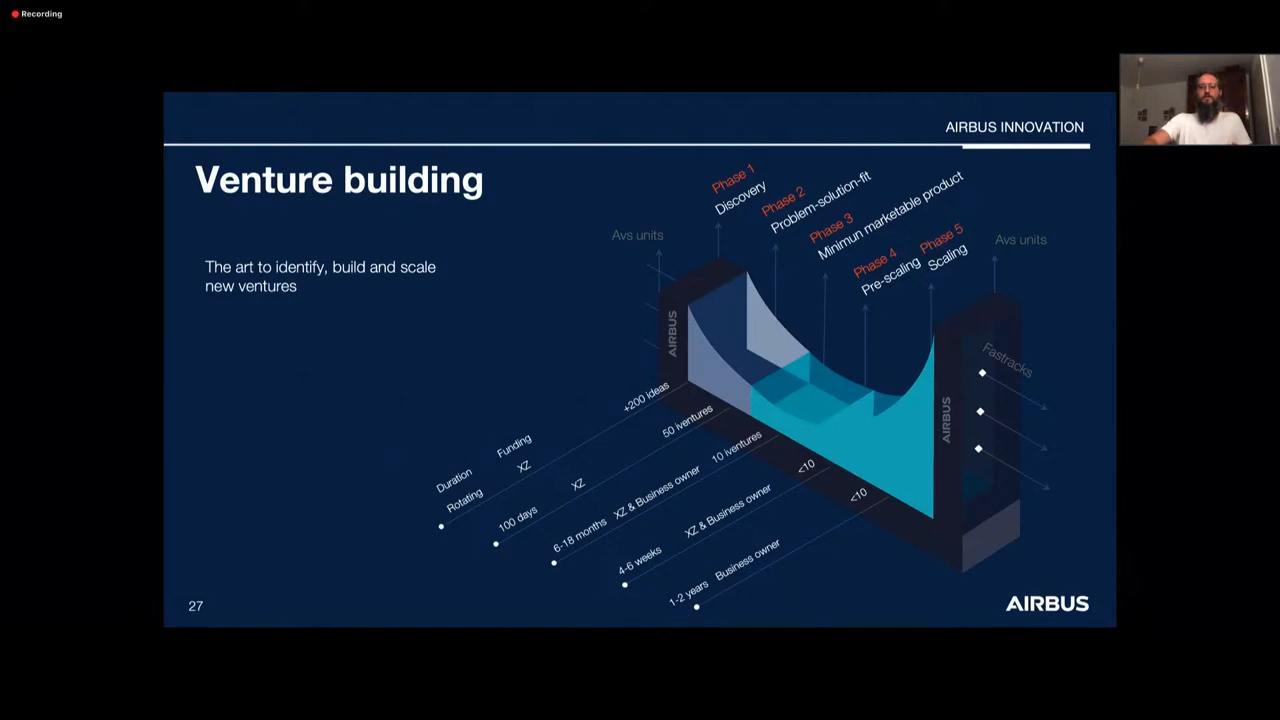 Recording
AIRBUS INNOVATION
Venture building
The art to identify, build and scale
new ventures
Avs units
Phase 1
Discovery
Phase 2
Problem-solution-fit
Phase 3
Minimun marketable product
Phase 4
Pre-scaling
Phase 5
Scaling
Avs units
AIRBUS
AIRBUS
Fastracks
Duration
Funding
Rotating
XZ
+200 ideas
100 days
XZ
50 iventures
6-18 months
XZ & Business owner
10 iventures
4-6 weeks
XZ & Business owner
<10
1-2 years
Business owner
<10
27
AIRBUS